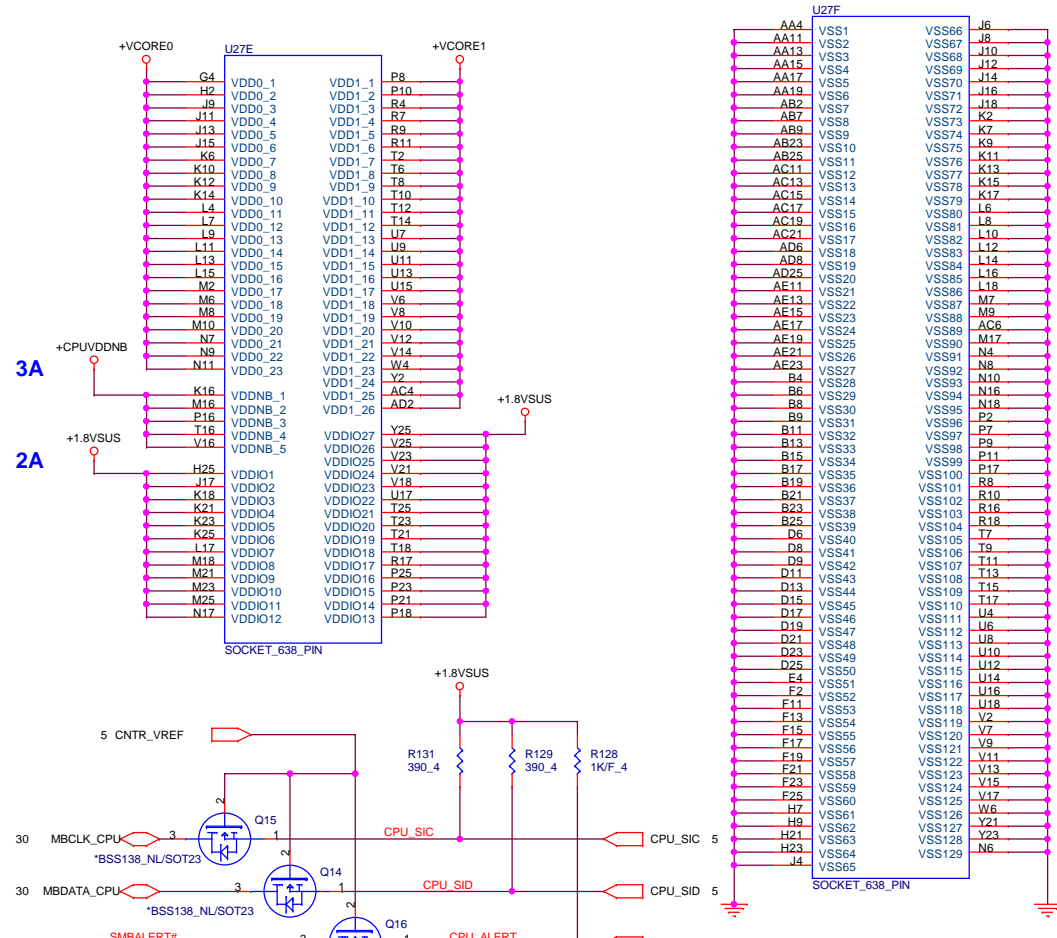 U27E
+VCORE0
+VCORE1
G4 VDD0_1 VDD1_1 P8
H2 VDD0_2 VDD1_2 P10
J9 VDD0_3 VDD1_3 R4
J11 VDD0_4 VDD1_4 R7
J13 VDD0_5 VDD1_5 R9
J15 VDD0_6 VDD1_6 R11
K6 VDD0_7 VDD1_7 T2
K10 VDD0_8 VDD1_8 T6
K12 VDD0_9 VDD1_9 T8
K14 VDD0_10 VDD1_10 T10
L4 VDD0_11 VDD1_11 T12
L7 VDD0_12 VDD1_12 T14
L9 VDD0_13 VDD1_13 U7
L11 VDD0_14 VDD1_14 U9
L13 VDD0_15 VDD1_15 U11
L15 VDD0_16 VDD1_16 U13
M2 VDD0_17 VDD1_17 U15
M6 VDD0_18 VDD1_18 V6
M8 VDD0_19 VDD1_19 V8
M10 VDD0_20 VDD1_20 V10
N7 VDD0_21 VDD1_21 V12
N9 VDD0_22 VDD1_22 V14
N11 VDD0_23 VDD1_23 W4
VDD1_24 Y2
+CPUVDDNB
3A
K16 VDDNB_1 VDD1_25 AC4
M16 VDDNB_2 VDD1_26 AD2
+1.8VSUS
P16 VDDNB_3
T16 VDDNB_4 VDDIO27 Y25
V16 VDDNB_5 VDDIO26 V25
VDDIO25 V23
+1.8VSUS
2A
H25 VDDIO1 VDDIO24 V21
J17 VDDIO2 VDDIO23 V18
K18 VDDIO3 VDDIO22 U17
K21 VDDIO4 VDDIO21 T25
K23 VDDIO5 VDDIO20 T23
K25 VDDIO6 VDDIO19 T21
L17 VDDIO7 VDDIO18 T18
M18 VDDIO8 VDDIO17 R17
M21 VDDIO9 VDDIO16 P25
M23 VDDIO10 VDDIO15 P23
M25 VDDIO11 VDDIO14 P21
N17 VDDIO12 VDDIO13 P18
SOCKET_638_PIN
U27F
AA4 VSS1 VSS66 J6
AA11 VSS2 VSS67 J8
AA13 VSS3 VSS68 J10
AA15 VSS4 VSS69 J12
AA17 VSS5 VSS70 J14
AA19 VSS6 VSS71 J16
AB2 VSS7 VSS72 J18
AB7 VSS8 VSS73 K2
AB9 VSS9 VSS74 K7
AB23 VSS10 VSS75 K9
AB25 VSS11 VSS76 K11
AC11 VSS12 VSS77 K13
AC13 VSS13 VSS78 K15
AC15 VSS14 VSS79 K17
AC17 VSS15 VSS80 L6
AC19 VSS16 VSS81 L8
AC21 VSS17 VSS82 L10
AD6 VSS18 VSS83 L12
AD8 VSS19 VSS84 L14
AD25 VSS20 VSS85 L16
AE11 VSS21 VSS86 L18
AE13 VSS22 VSS87 M7
AE15 VSS23 VSS88 M9
AE17 VSS24 VSS89 AC6
AE19 VSS25 VSS90 M17
AE21 VSS26 VSS91 N4
AE23 VSS27 VSS92 N8
B4 VSS28 VSS93 N10
B6 VSS29 VSS94 N16
B8 VSS30 VSS95 N18
B9 VSS31 VSS96 P2
B11 VSS32 VSS97 P7
B13 VSS33 VSS98 P9
B15 VSS34 VSS99 P11
B17 VSS35 VSS100 P17
B19 VSS36 VSS101 R8
B21 VSS37 VSS102 R10
B23 VSS38 VSS103 R16
B25 VSS39 VSS104 R18
D6 VSS40 VSS105 T7
D8 VSS41 VSS106 T9
D9 VSS42 VSS107 T11
D11 VSS43 VSS108 T13
D13 VSS44 VSS109 T15
D15 VSS45 VSS110 T17
D17 VSS46 VSS111 U4
D19 VSS47 VSS112 U6
D21 VSS48 VSS113 U8
D23 VSS49 VSS114 U10
D25 VSS50 VSS115 U12
E4 VSS51 VSS116 U14
F2 VSS52 VSS117 U16
F11 VSS53 VSS118 U18
F13 VSS54 VSS119 V2
F15 VSS55 VSS120 V7
F17 VSS56 VSS121 V9
F19 VSS57 VSS122 V11
F21 VSS58 VSS123 V13
F23 VSS59 VSS124 V15
F25 VSS60 VSS125 V17
H7 VSS61 VSS126 W6
H9 VSS62 VSS127 Y21
H21 VSS63 VSS128 Y23
H23 VSS64 VSS129 N6
J4 VSS65
SOCKET_638_PIN
+1.8VSUS
5 CNTR_VREF
R131 R129 R128
390_4 390_4 1K/F_4
2
Q15
30 MBCLK_CPU 3 1 CPU_SIC CPU_SIC 5
*BSS138_NL/SOT23
2
Q14
30 MBDATA_CPU 3 1 CPU_SID CPU_SID 5
*BSS138_NL/SOT23
2
Q16
SMBALERT# 3 1 CPU_ALERT